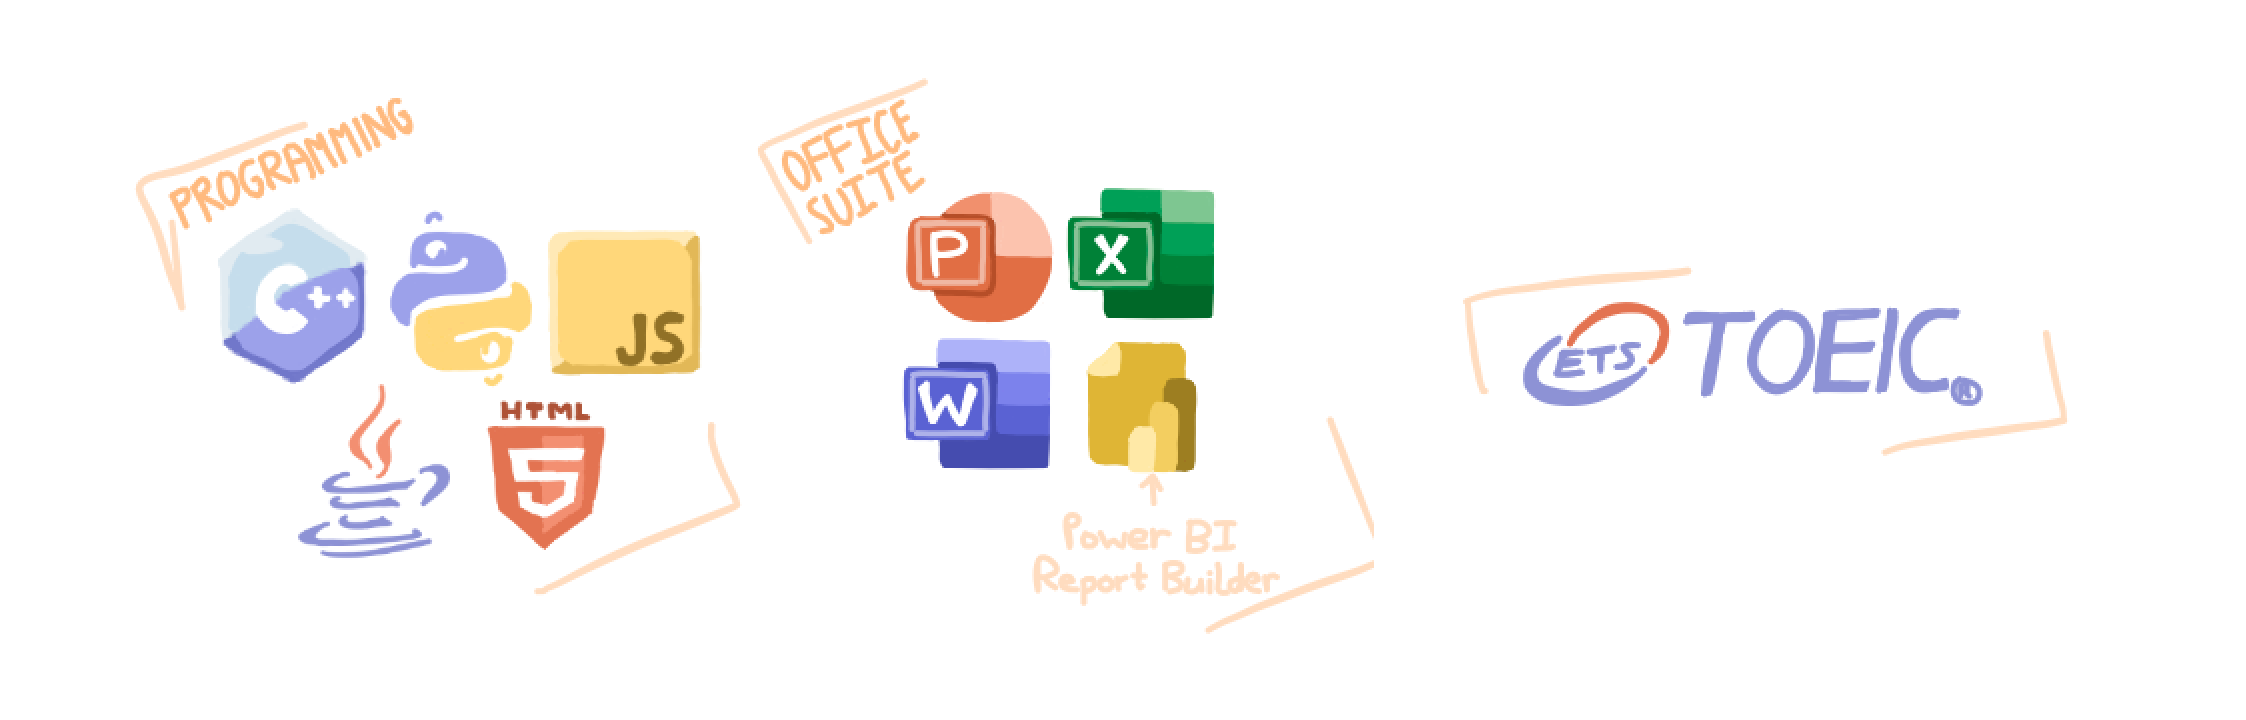 PROGRAMMING
C++
JS
HTML
5
OFFICE
SUITE
P
X
W
Power BI
Report Builder
ETS TOEIC®